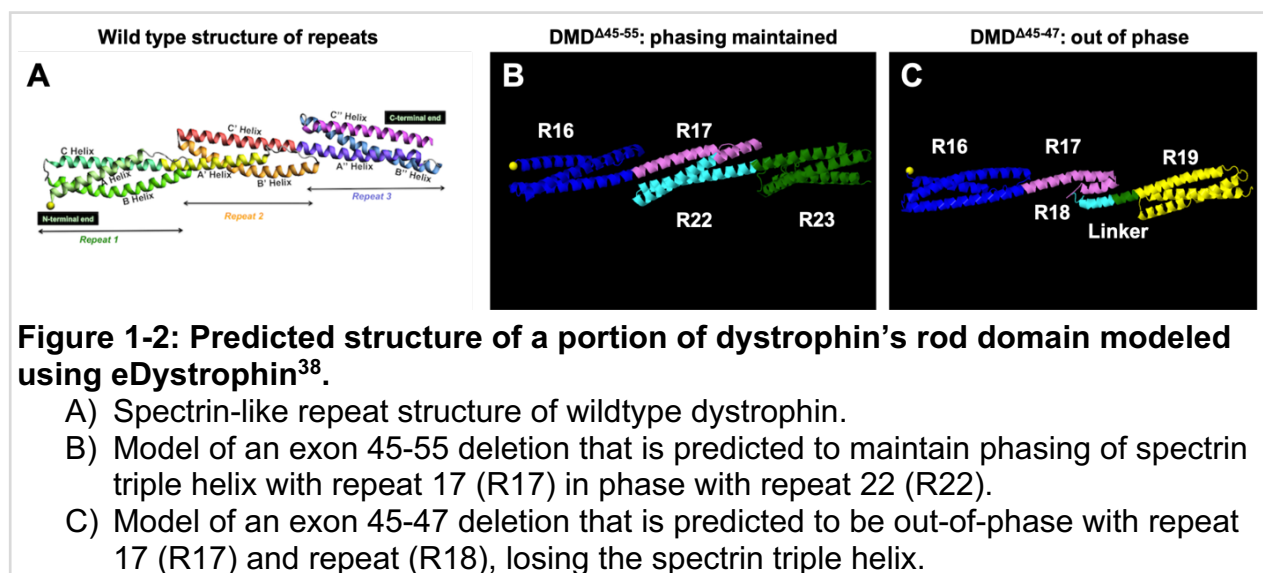 Wild type structure of repeats
DMDΔ45-55: phasing maintained
DMDΔ45-47: out of phase
A
C Helix
A Helix
B Helix
N-terminal end
Repeat 1
C' Helix
A' Helix
B' Helix
Repeat 2
C'' Helix
C-terminal end
A'' Helix
B'' Helix
Repeat 3
B
R16
R17
R22
R23
C
R16
R17
R19
R18
Linker
Figure 1-2: Predicted structure of a portion of dystrophin's rod domain modeled
using eDystrophin38.
A) Spectrin-like repeat structure of wildtype dystrophin.
B) Model of an exon 45-55 deletion that is predicted to maintain phasing of spectrin
triple helix with repeat 17 (R17) in phase with repeat 22 (R22).
C) Model of an exon 45-47 deletion that is predicted to be out-of-phase with repeat
17 (R17) and repeat (R18), losing the spectrin triple helix.